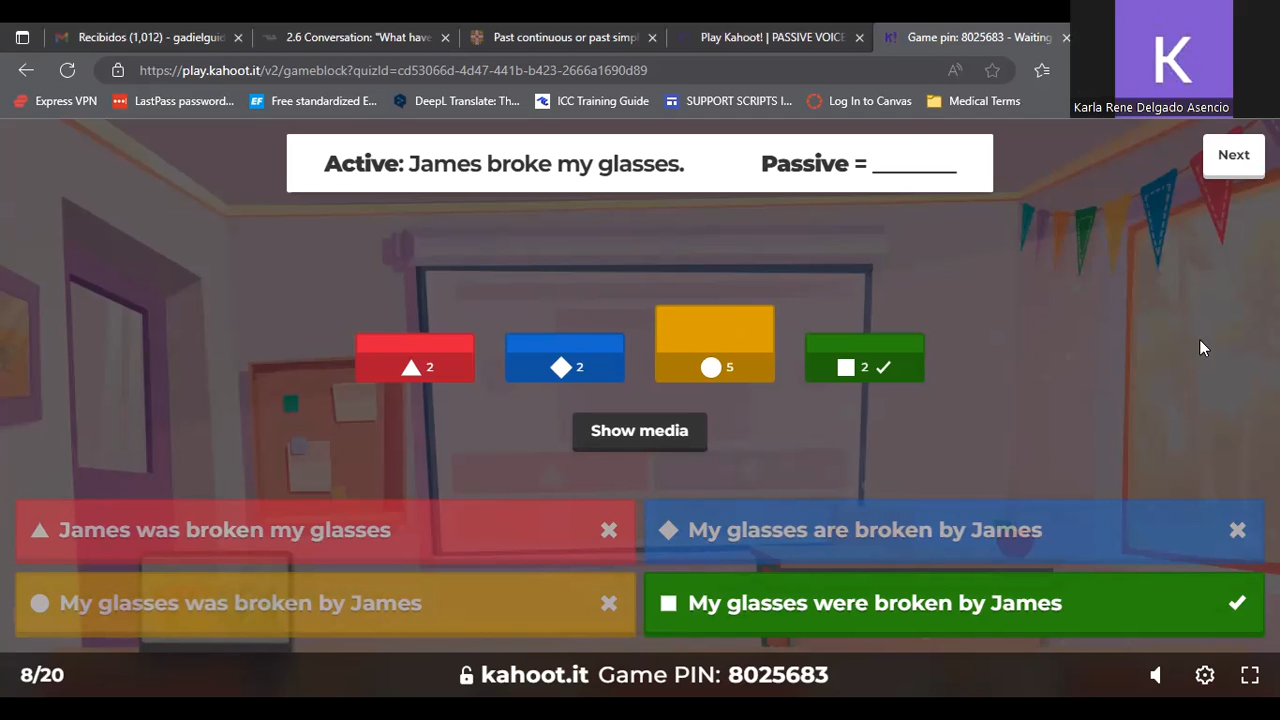 Recibidos (1,012) - gadielguid
2.6 Conversation: "What have
Past continuous or past simpl
Play Kahoot! | PASSIVE VOICE
Game pin: 8025683 - Waiting
https://play.kahoot.it/v2/gameblock?quizId=cd53066d-4d47-441b-b423-2666a1690d89
Express VPN
LastPass password...
Free standardized E...
DeepL Translate: Th...
ICC Training Guide
SUPPORT SCRIPTS I...
Log In to Canvas
Medical Terms
K
Karla Rene Delgado Asencio
Active: James broke my glasses. Passive = _______
Next
2
2
5
2
Show media
James was broken my glasses
My glasses are broken by James
My glasses was broken by James
My glasses were broken by James
8/20
kahoot.it Game PIN: 8025683